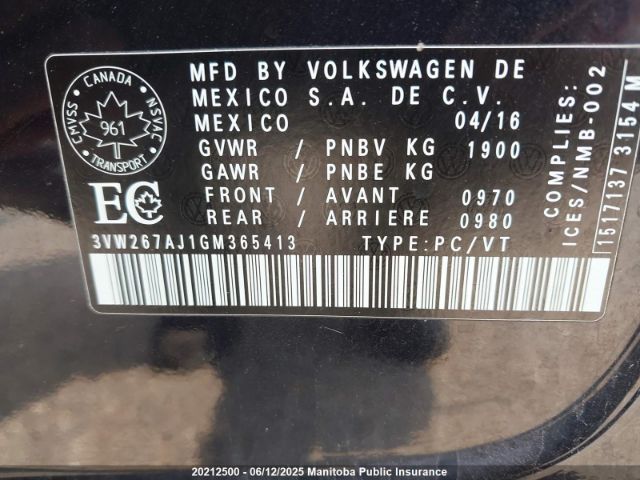 MFD BY VOLKSWAGEN DE
MEXICO S.A. DE C.V.
MEXICO 04/16
GVWR / PNBV KG 1900
GAWR / PNBE KG
FRONT / AVANT 0970
REAR / ARRIERE 0980
3VW267AJ1GM365413 TYPE:PC/VT
CANADA
CMVSS
NSVAC
961
TRANSPORT
EC
COMPLIES:
ICES/NMB-002
1517137 3154 M
20212500 - 06/12/2025 Manitoba Public Insurance